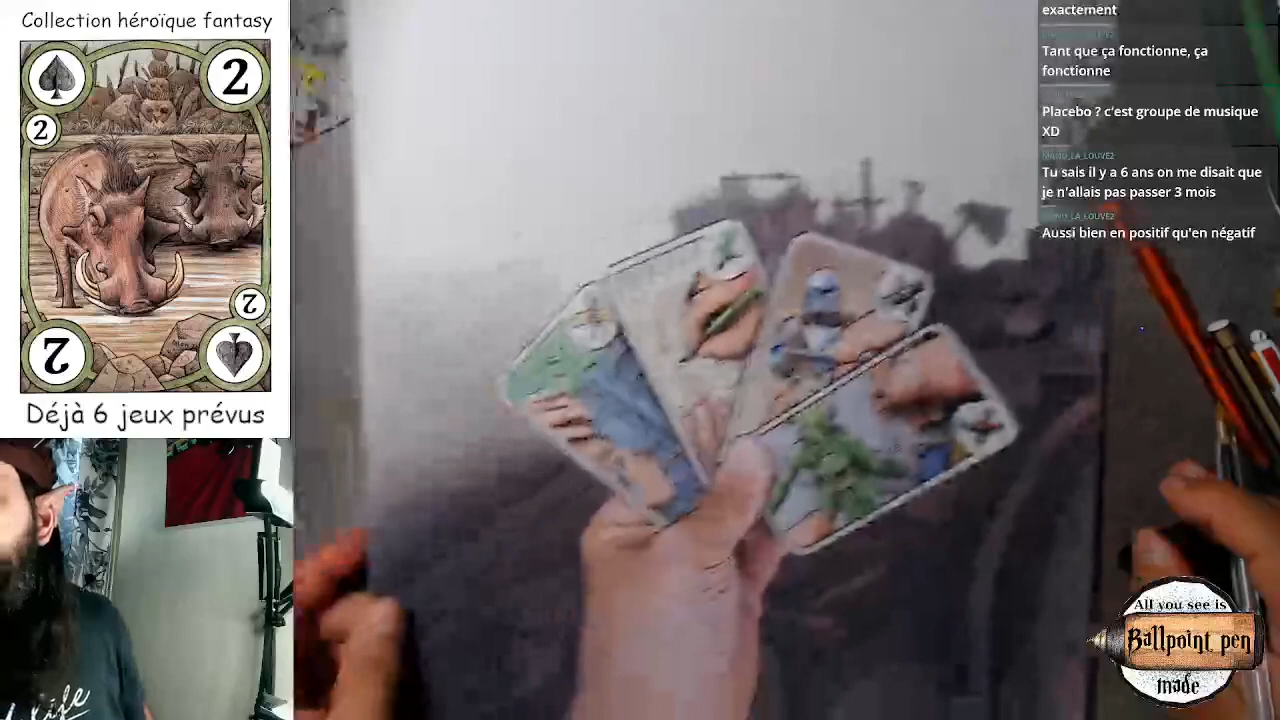 Collection héroïque fantasy
2
2
2
2
Déjà 6 jeux prévus
exactement
Tant que ça fonctionne, ça
fonctionne
Placebo ? c'est groupe de musique
XD
Tu sais il y a 6 ans on me disait que
je n'allais pas passer 3 mois
Aussi bien en positif qu'en négatif
All you see is
Ballpoint pen
made